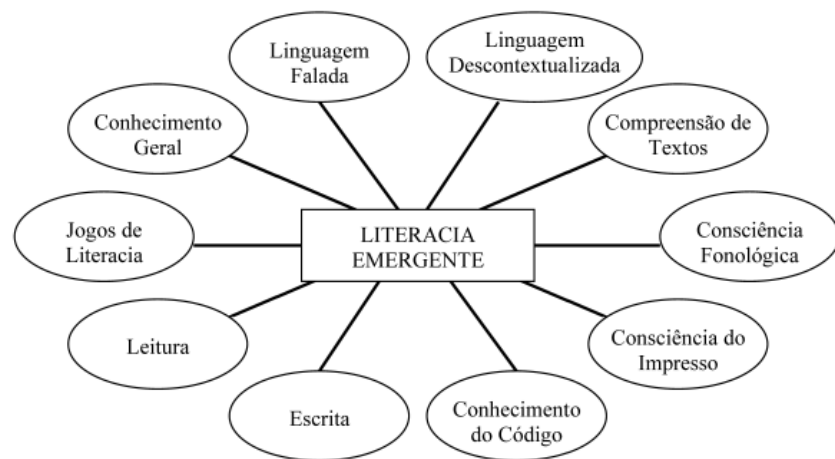 Linguagem
Falada
Linguagem
Descontextualizada
Conhecimento
Geral
Compreensão de
Textos
Jogos de
Literacia
LITERACIA
EMERGENTE
Consciência
Fonológica
Leitura
Consciência do
Impresso
Escrita
Conhecimento
do Código